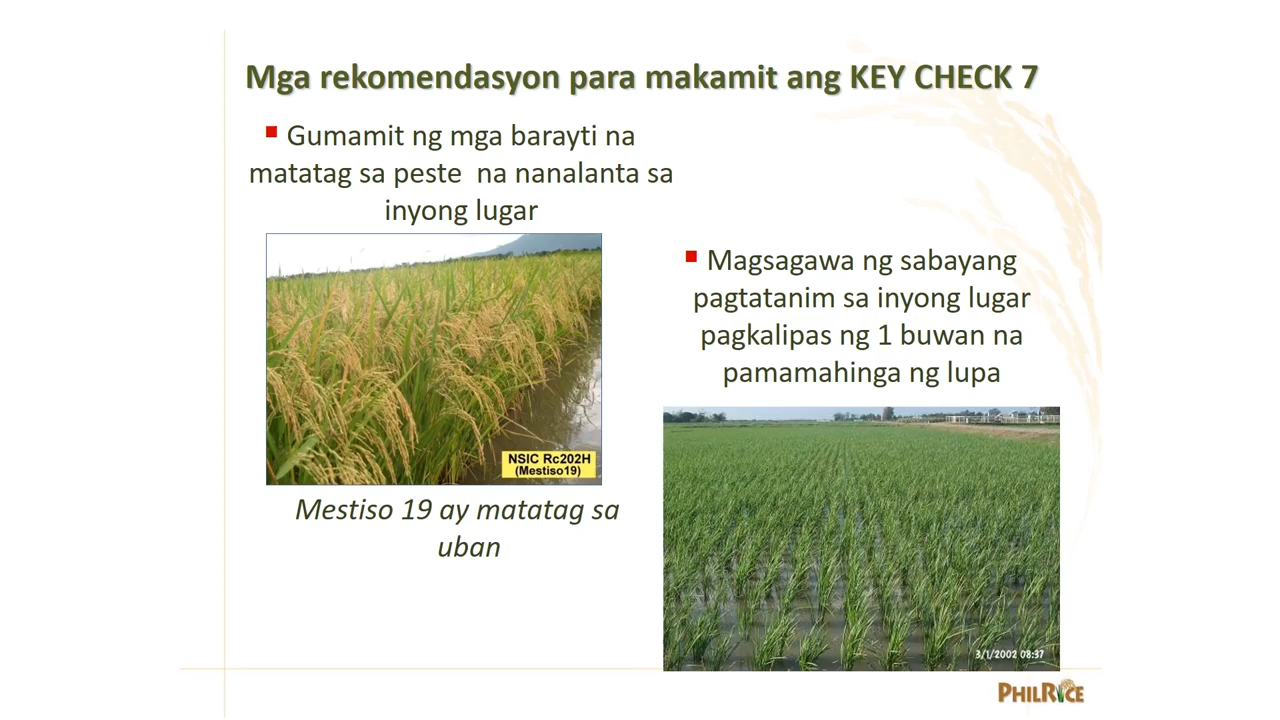 Mga rekomendasyon para makamit ang KEY CHECK 7
Gumamit ng mga barayti na
matatag sa peste na nanalanta sa
inyong lugar
NSIC Rc202H
(Mestiso19)
Mestiso 19 ay matatag sa
uban
Magsagawa ng sabayang
pagtatanim sa inyong lugar
pagkalipas ng 1 buwan na
pamamahinga ng lupa
3/1/2002 08:37
PHILRICE